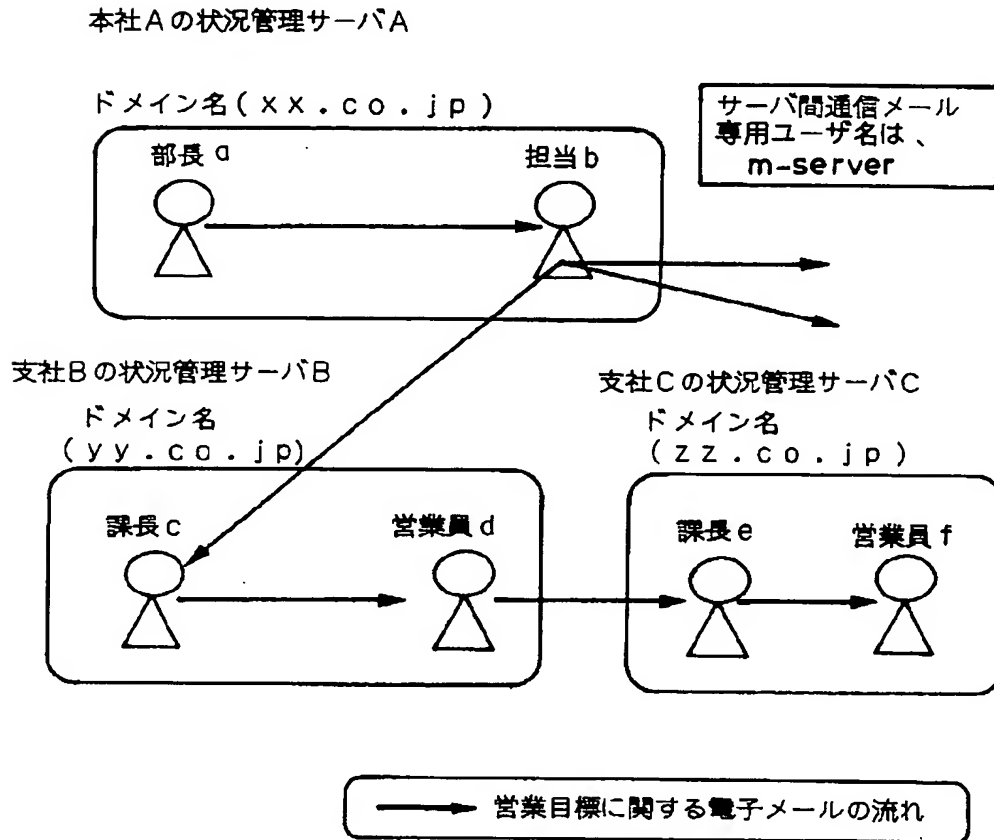 本社Aの状況管理サーバA
ドメイン名(xx.co.jp)
サーバ間通信メール
専用ユーザ名は、
m-server
部長a
担当b
支社Bの状況管理サーバB
ドメイン名
(yy.co.jp)
支社Cの状況管理サーバC
ドメイン名
(zz.co.jp)
課長c
営業員d
課長e
営業員f
営業目標に関する電子メールの流れ